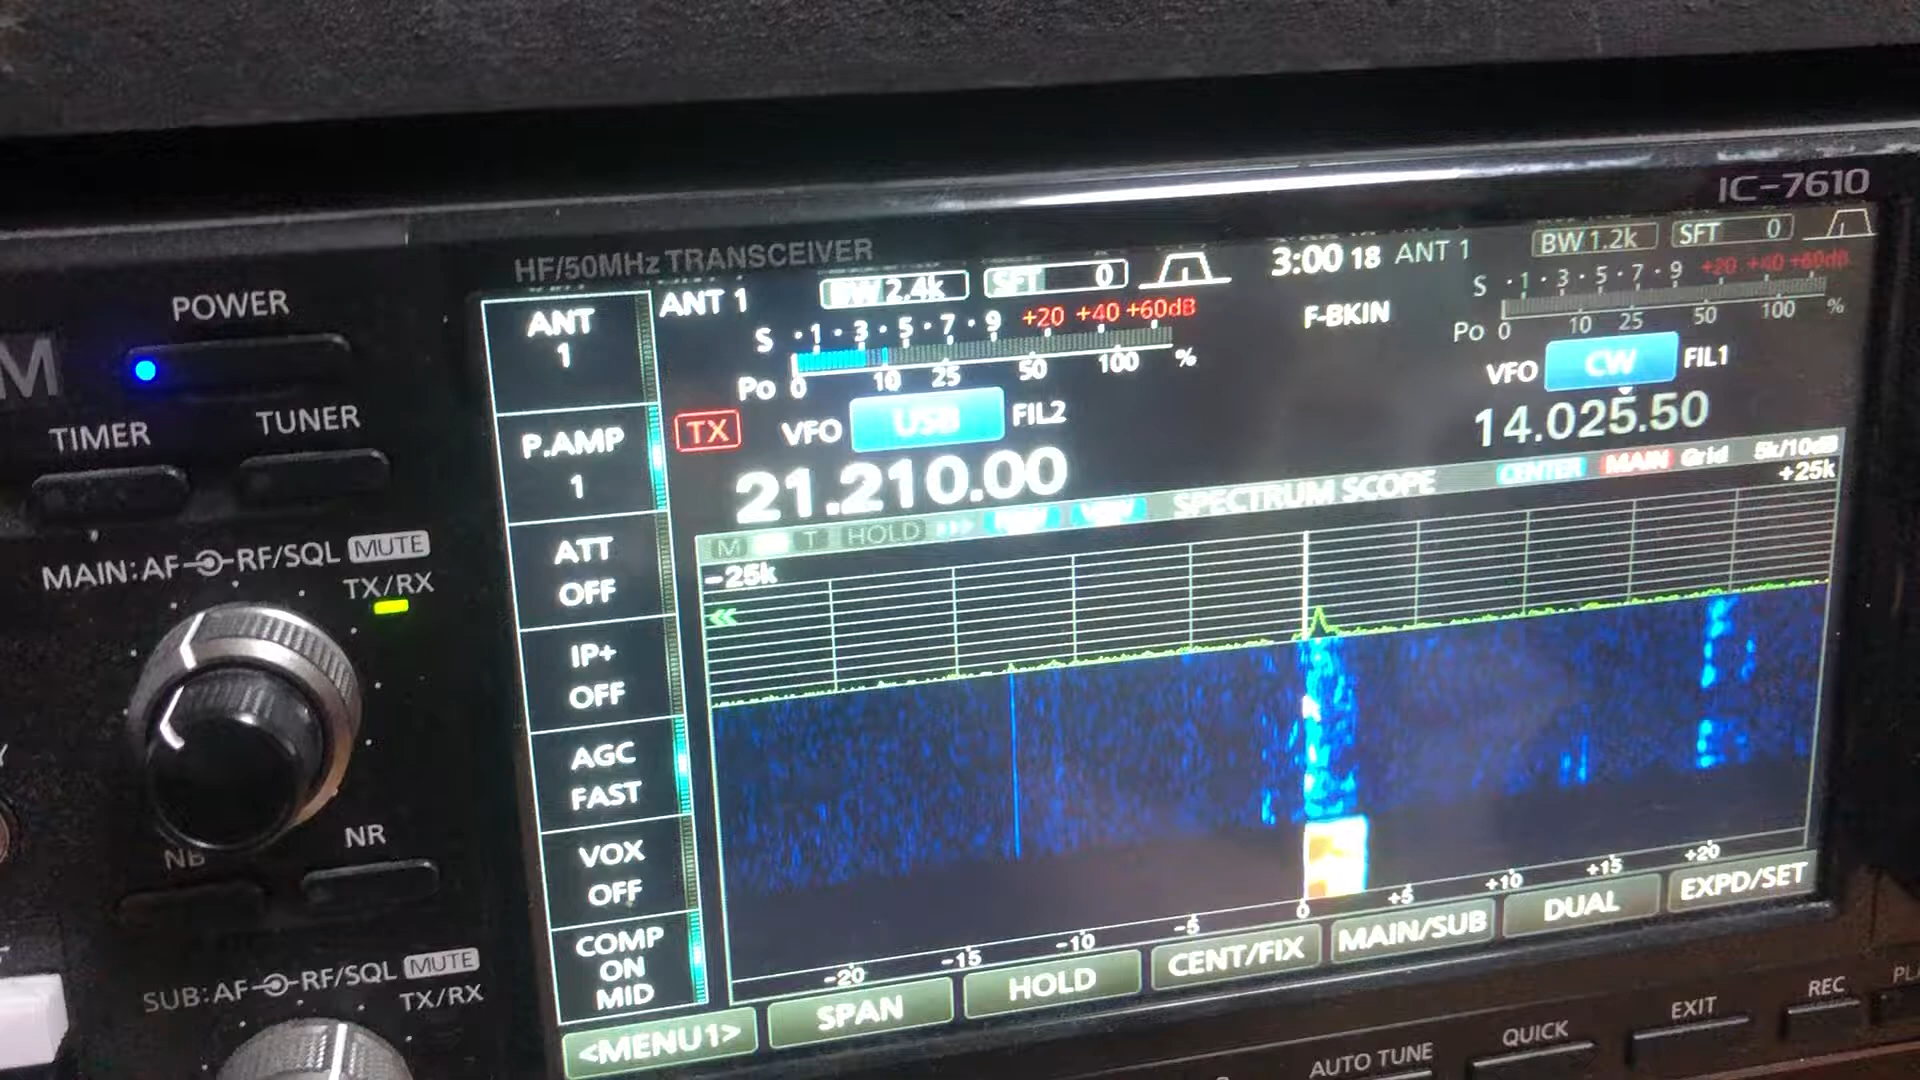 IC-7610
HF/50MHz TRANSCEIVER
POWER
TIMER
TUNER
MAIN:AF RF/SQL MUTE
TX/RX
NB
NR
SUB:AF RF/SQL MUTE
TX/RX
M
ANT
1
P.AMP
1
ATT
OFF
IP+
OFF
AGC
FAST
VOX
OFF
COMP
ON
MID
ANT 1
BW 2.4k
SFT 0
3:00 18
ANT 1
BW 1.2k
SFT 0
S 1 3 5 7 9 +20 +40 +60dB
Po 0 10 25 50 100 %
F-BKIN
S 1 3 5 7 9 +20 +40 +60dB
Po 0 10 25 50 100 %
TX
VFO
USB
FIL2
21.210.00
VFO
CW
FIL1
14.025.50
M T HOLD
SPECTRUM SCOPE
CENTER MAIN Grid 5k/10dB
-25k
+25k
-20 -15 -10 -5 0 +5 +10 +15 +20
<MENU1>
SPAN
HOLD
CENT/FIX
MAIN/SUB
DUAL
EXPD/SET
AUTO TUNE
QUICK
EXIT
REC